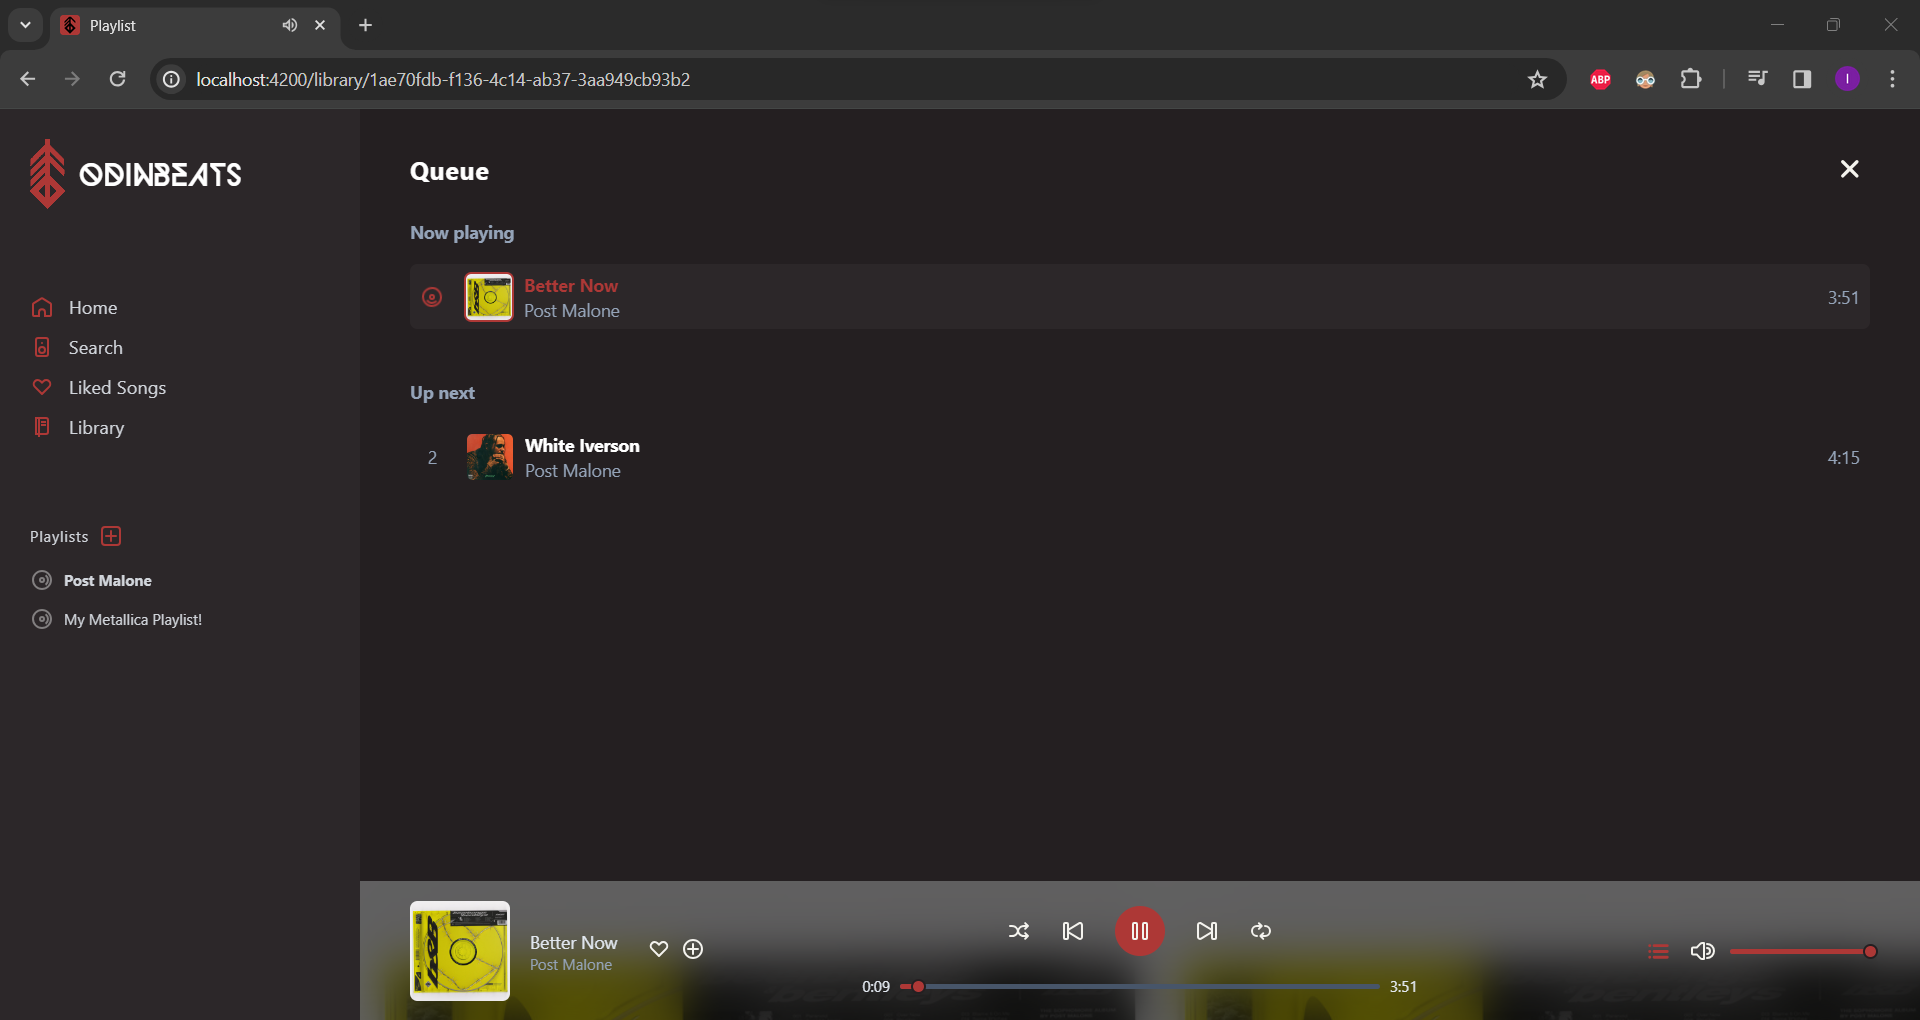 Playlist
localhost:4200/library/1ae70fdb-f136-4c14-ab37-3aa949cb93b2
ABP
I
ODINBEATS
Home
Search
Liked Songs
Library
Playlists
Post Malone
My Metallica Playlist!
Queue
Now playing
Better Now
Post Malone
3:51
Up next
2
White Iverson
Post Malone
4:15
Better Now
Post Malone
0:09
3:51